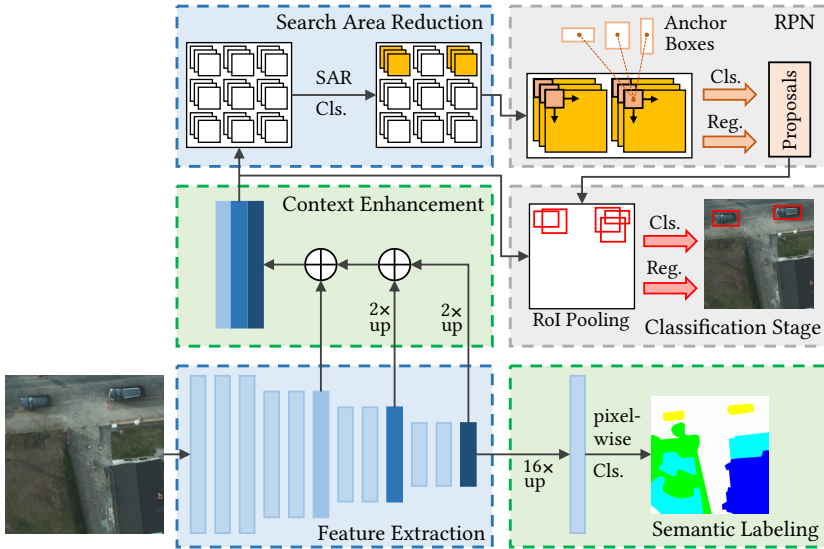 Search Area Reduction
SAR
Cls.
Anchor
Boxes
RPN
Cls.
Reg.
Proposals
Context Enhancement
2×
up
2×
up
Cls.
Reg.
RoI Pooling
Classification Stage
Feature Extraction
16×
up
pixel-
wise
Cls.
Semantic Labeling